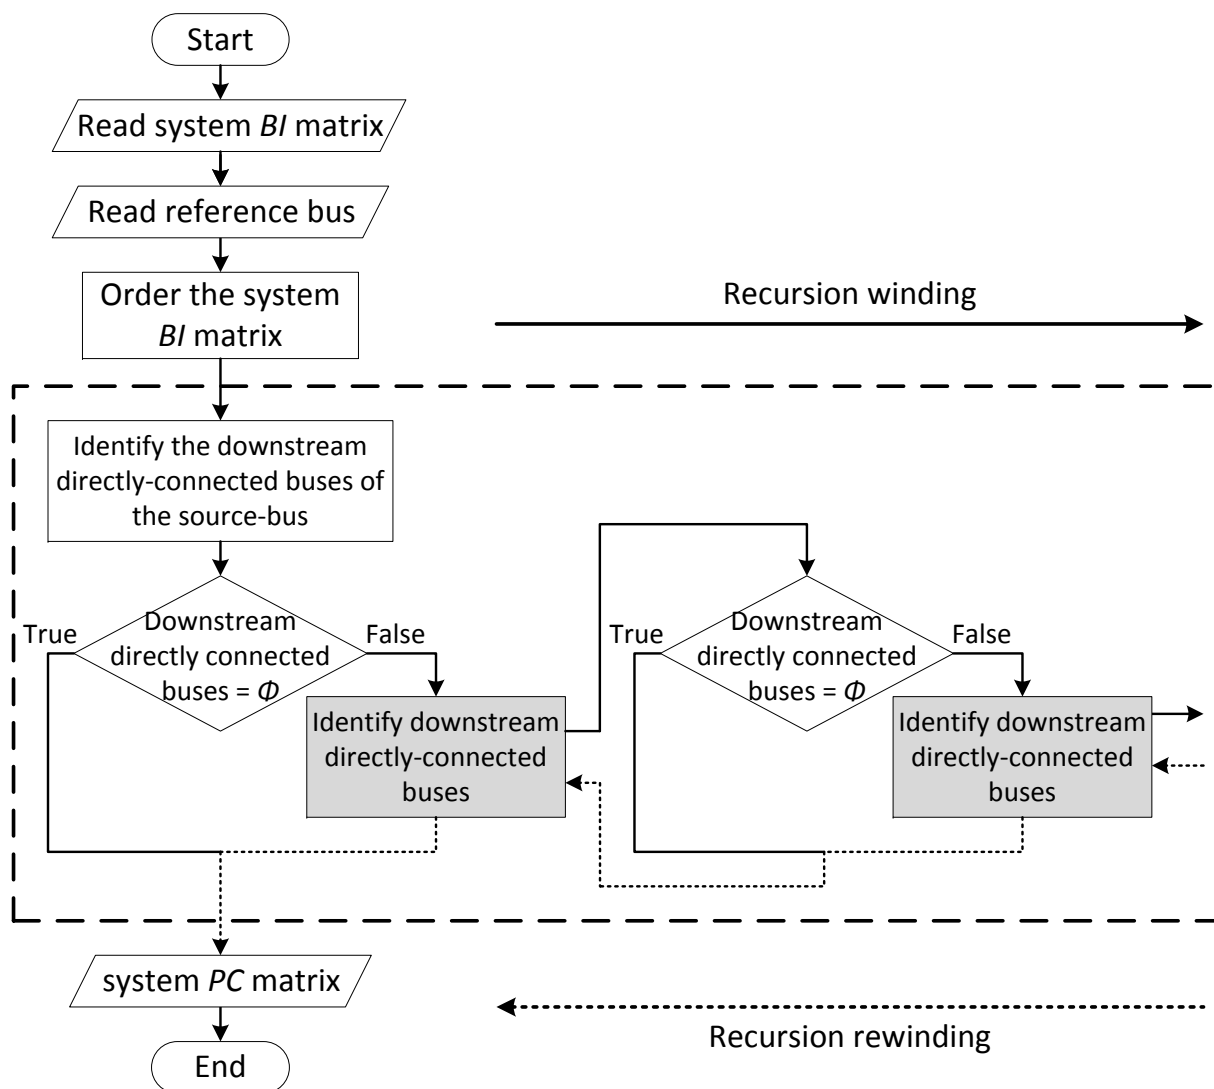 Start
Read system BI matrix
Read reference bus
Order the system
BI matrix
Recursion winding
Identify the downstream
directly-connected buses of
the source-bus
True
Downstream
directly connected
buses = Φ
False
Identify downstream
directly-connected
buses
True
Downstream
directly connected
buses = Φ
False
Identify downstream
directly-connected
buses
system PC matrix
Recursion rewinding
End